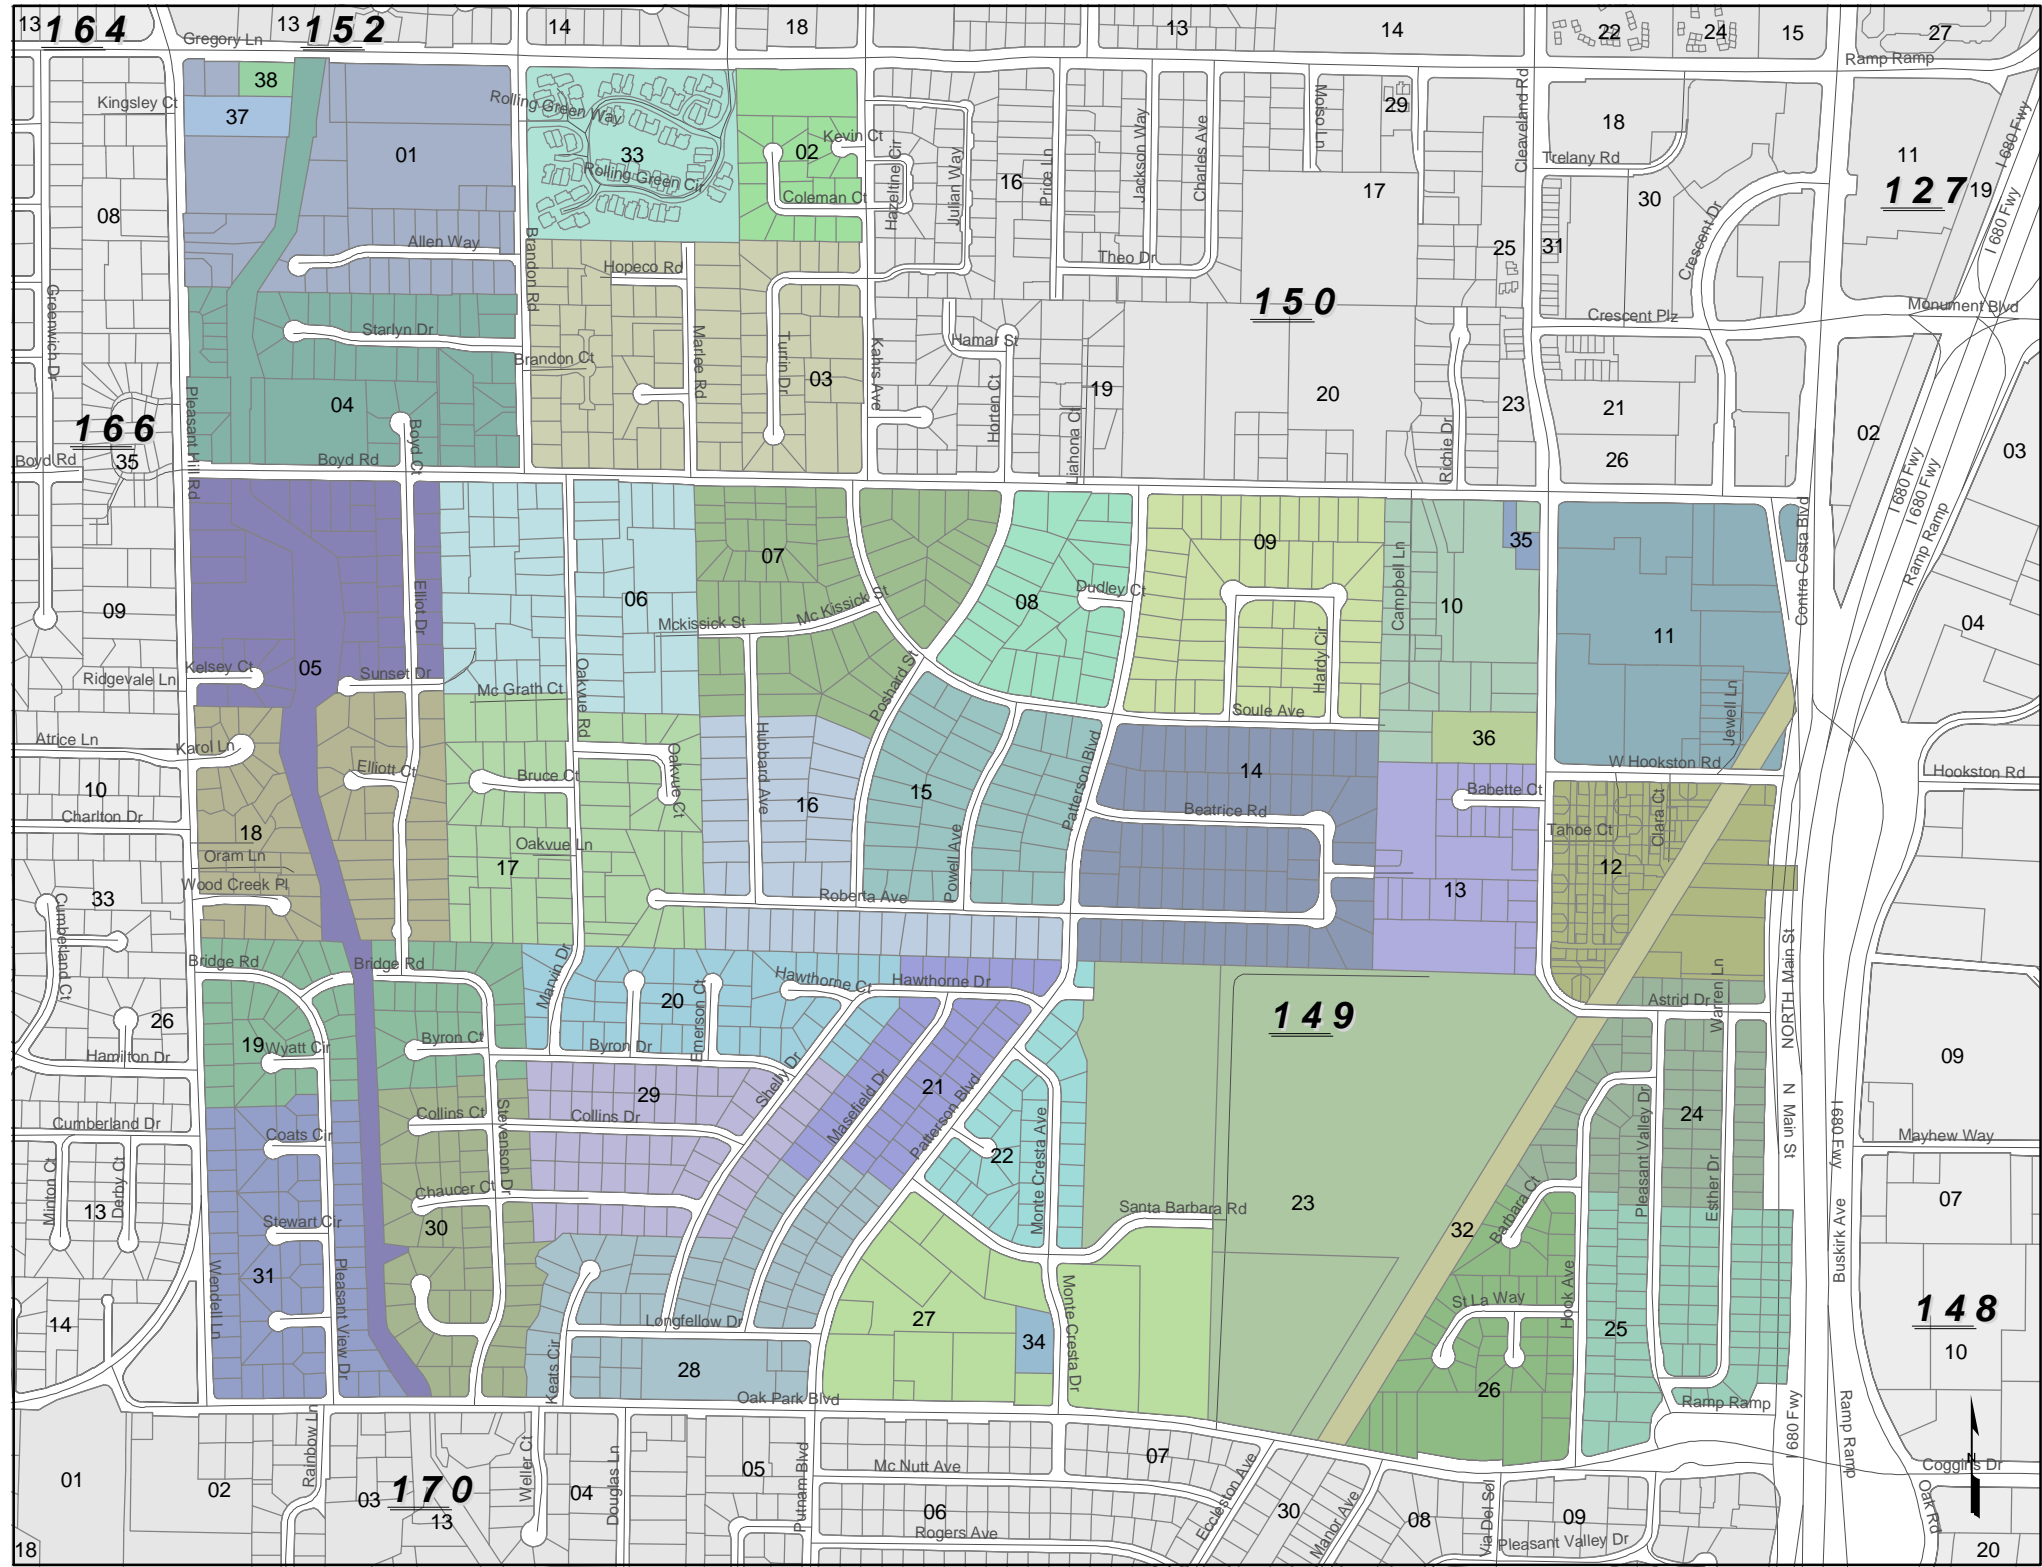 13
164
13
152
14
18
13
14
22
24
15
27
Gregory Ln
Ramp Ramp
38
Kingsley Ct
37
01
Rolling Green Way
33
Rolling Green Cir
02
Kevin Ct
Coleman Ct
Hazeltine Cir
Julian Way
16
Price Ln
Jackson Way
Charles Ave
Moiso Ln
29
17
Cleaveland Rd
18
Trelany Rd
30
11
127
19
I 680 Fwy
I 680 Fwy
08
Allen Way
Brandon Rd
Hopeco Rd
Theo Dr
150
25
31
Crescent Dr
Monument Blvd
Crescent Plz
Greenwich Dr
Starlyn Dr
Brandon Ct
Marlee Rd
Turrin Dr
03
Kahrs Ave
Hamar St
Horten Ct
19
Liahona Ct
20
Richie Dr
23
21
26
02
03
04
Pleasant Hill Rd
166
35
Boyd Rd
Boyd Rd
Boyd Ct
I 680 Fwy
I 680 Fwy
Ramp Ramp
Contra Costa Blvd
07
09
35
Campbell Ln
10
11
04
09
05
Elliot Dr
06
Mckissick St
Mc Kissick St
08
Dudley Ct
Hardy Cir
Kelsey Ct
Ridgevale Ln
Sunset Dr
Mc Grath Ct
Oakvue Rd
Poshard St
Soule Ave
36
Jewell Ln
W Hookston Rd
Hookston Rd
Atrice Ln
Karol Ln
Elliott Ct
Bruce Ct
Oakvue Ct
Hubbard Ave
16
15
Patterson Blvd
14
Beatrice Rd
Babette Ct
10
Charlton Dr
18
Oram Ln
Wood Creek Pl
17
Oakvue Ln
Powell Ave
Roberta Ave
13
Tahoe Ct
Clara Ct
12
33
Cumberland Ct
Bridge Rd
Bridge Rd
Marvin Dr
20
Emerson Ct
Hawthorne Ct
Hawthorne Dr
149
Astrid Dr
Warren Ln
NORTH Main St
26
Hamilton Dr
19
Wyatt Cir
Byron Ct
Byron Dr
Shelly Dr
29
21
Masefield Dr
Patterson Blvd
24
Pleasant Valley Dr
Esther Dr
N Main St
I 680 Fwy
09
Mayhew Way
Cumberland Dr
Coats Cir
Collins Ct
Collins Dr
Stevenson Dr
22
Monte Cresta Ave
Minton Ct
Derby Ct
13
Chaucer Ct
Stewart Cir
30
Santa Barbara Rd
23
32
Barbara Ct
07
Buskirk Ave
31
Wendell Ln
Pleasant View Dr
14
Longfellow Dr
27
34
Monte Cresta Dr
St La Way
Hook Ave
25
148
10
Keats Cir
28
Oak Park Blvd
26
Ramp Ramp
I 680 Fwy
Ramp Ramp
01
02
Rainbow Ln
03
170
13
Weller Ct
04
Douglas Ln
05
Putnam Blvd
Mc Nutt Ave
06
Rogers Ave
07
Eccleston Ave
30
Manor Ave
08
Via Del Sol
09
Pleasant Valley Dr
Coggins Dr
Oak Rd
N
18
20